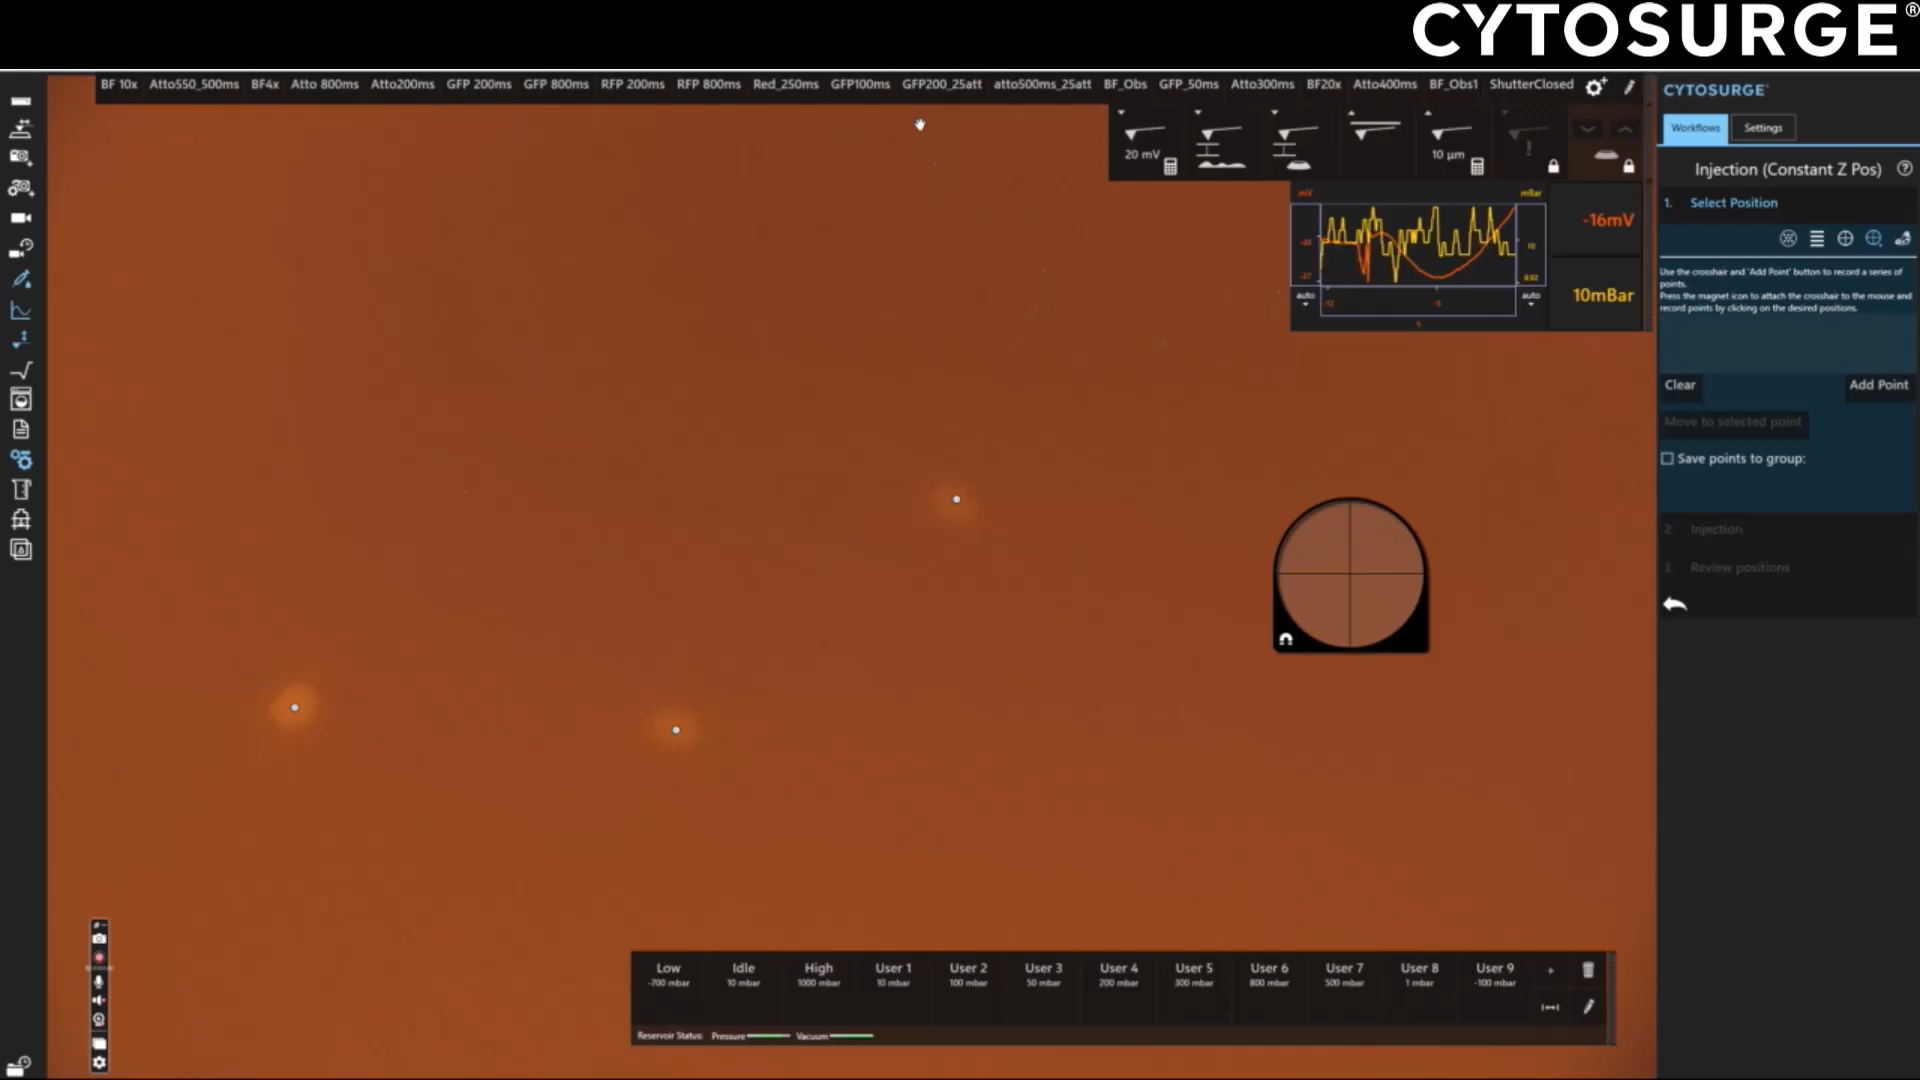 CYTOSURGE®
BF 10x Atto550_500ms BF4x Atto 800ms Atto200ms GFP 200ms GFP 800ms RFP 200ms RFP 800ms Red_250ms GFP100ms GFP200_25att atto500ms_25att BF_Obs GFP_50ms Atto300ms BF20x Atto400ms BF_Obs1 ShutterClosed
20 mV
10 µm
mV
mBar
-16mV
10
10mBar
auto
auto
CYTOSURGE
Workflows
Settings
Injection (Constant Z Pos)
1. Select Position
Use the crosshair and 'Add Point' button to record a series of
points.
Press the magnet icon to attach the crosshair to the mouse and
record points by clicking on the desired positions.
Clear
Add Point
Move to selected point
Save points to group:
2. Injection
3. Review positions
Low Idle High User 1 User 2 User 3 User 4 User 5 User 6 User 7 User 8 User 9
-700 mbar 10 mbar 1000 mbar 10 mbar 100 mbar 50 mbar 200 mbar 300 mbar 800 mbar 500 mbar 1 mbar -100 mbar
Reservoir Status: Pressure Vacuum